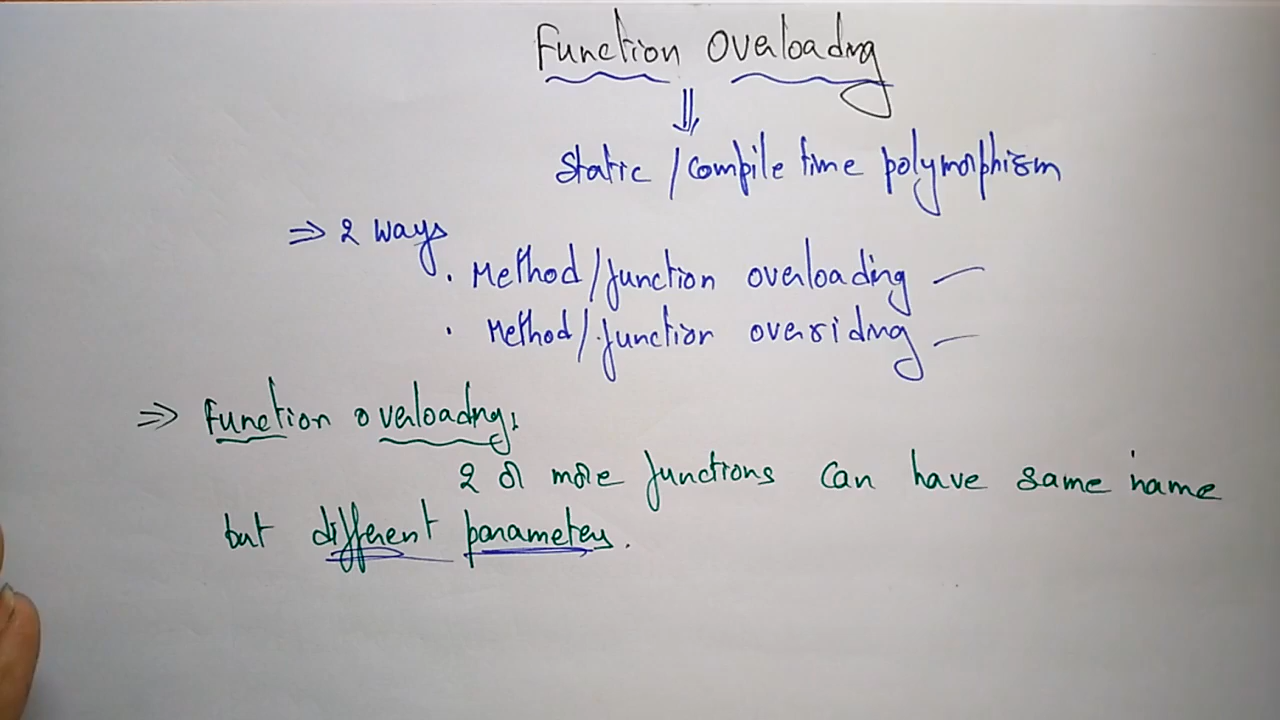 Function Overloading
⇓
Static / Compile time polymorphism
⇒ 2 ways
. Method/function overloading —
. Method/function overriding —
⇒ Function overloading:
2 or more functions can have same name
but different parameters.